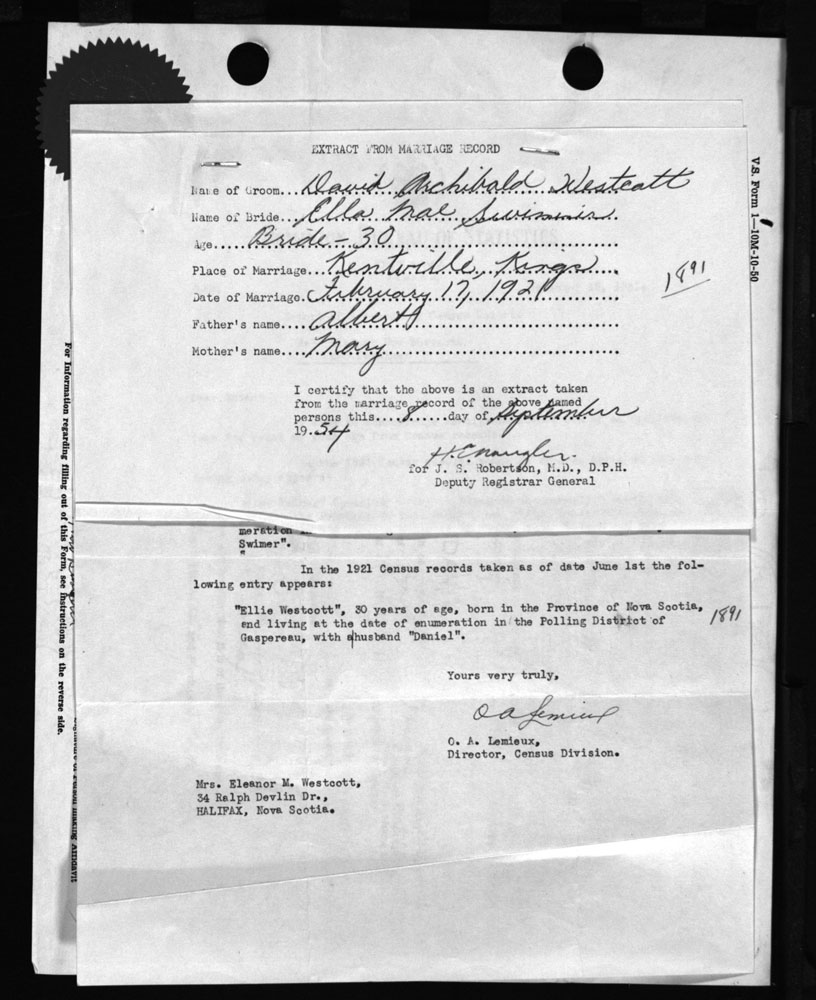 EXTRACT FROM MARRIAGE RECORD
Name of Groom...David Archibald Westcott
Name of Bride...Ella Mae Swimmer.
Age....Bride - 30......
Place of Marriage...Kentville, Kings....
1891
Date of Marriage.February 17, 1921......
Father's name....Albert......
Mother's name....Mary......
I certify that the above is an extract taken
from the marriage record of the above named
persons this....8......day of September
19.54
for J. S. Robertson, M.D., D.P.H.
Deputy Registrar General
meration
Swimer".
In the 1921 Census records taken as of date June 1st the fol-
lowing entry appears:
"Ellie Westcott", 30 years of age, born in the Province of Nova Scotia,
and living at the date of enumeration in the Polling District of
Gaspereau, with a husband "Daniel".
1891
Yours very truly,
O A Lemieux
O. A. Lemieux,
Director, Census Division.
Mrs. Eleanor M. Westcott,
34 Ralph Devlin Dr.,
HALIFAX, Nova Scotia.
V.S. Form 1—10M-10-50
For Information regarding filling out of this Form, see instructions on the reverse side.